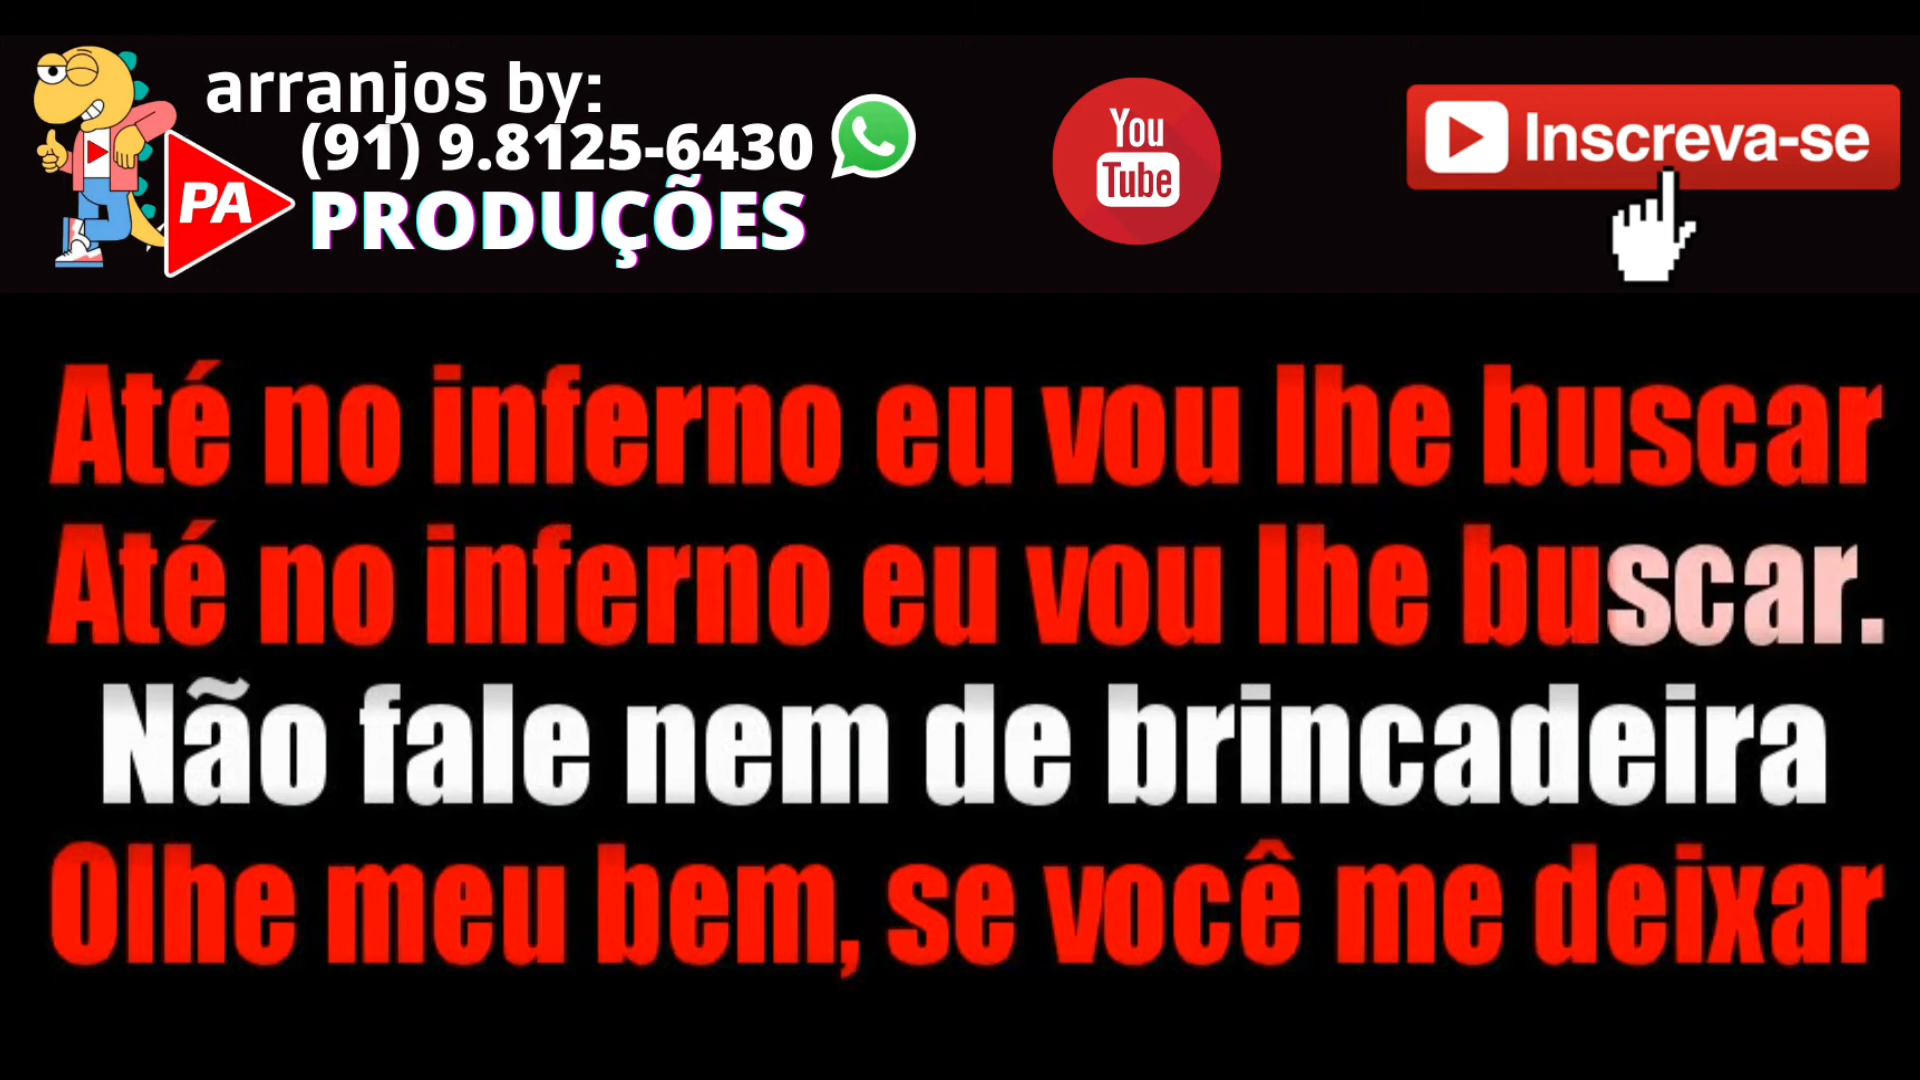 arranjos by:
(91) 9.8125-6430
PA
PRODUÇÕES
You
Tube
Inscreva-se
Até no inferno eu vou lhe buscar
Até no inferno eu vou lhe buscar.
Não fale nem de brincadeira
Olhe meu bem, se você me deixar